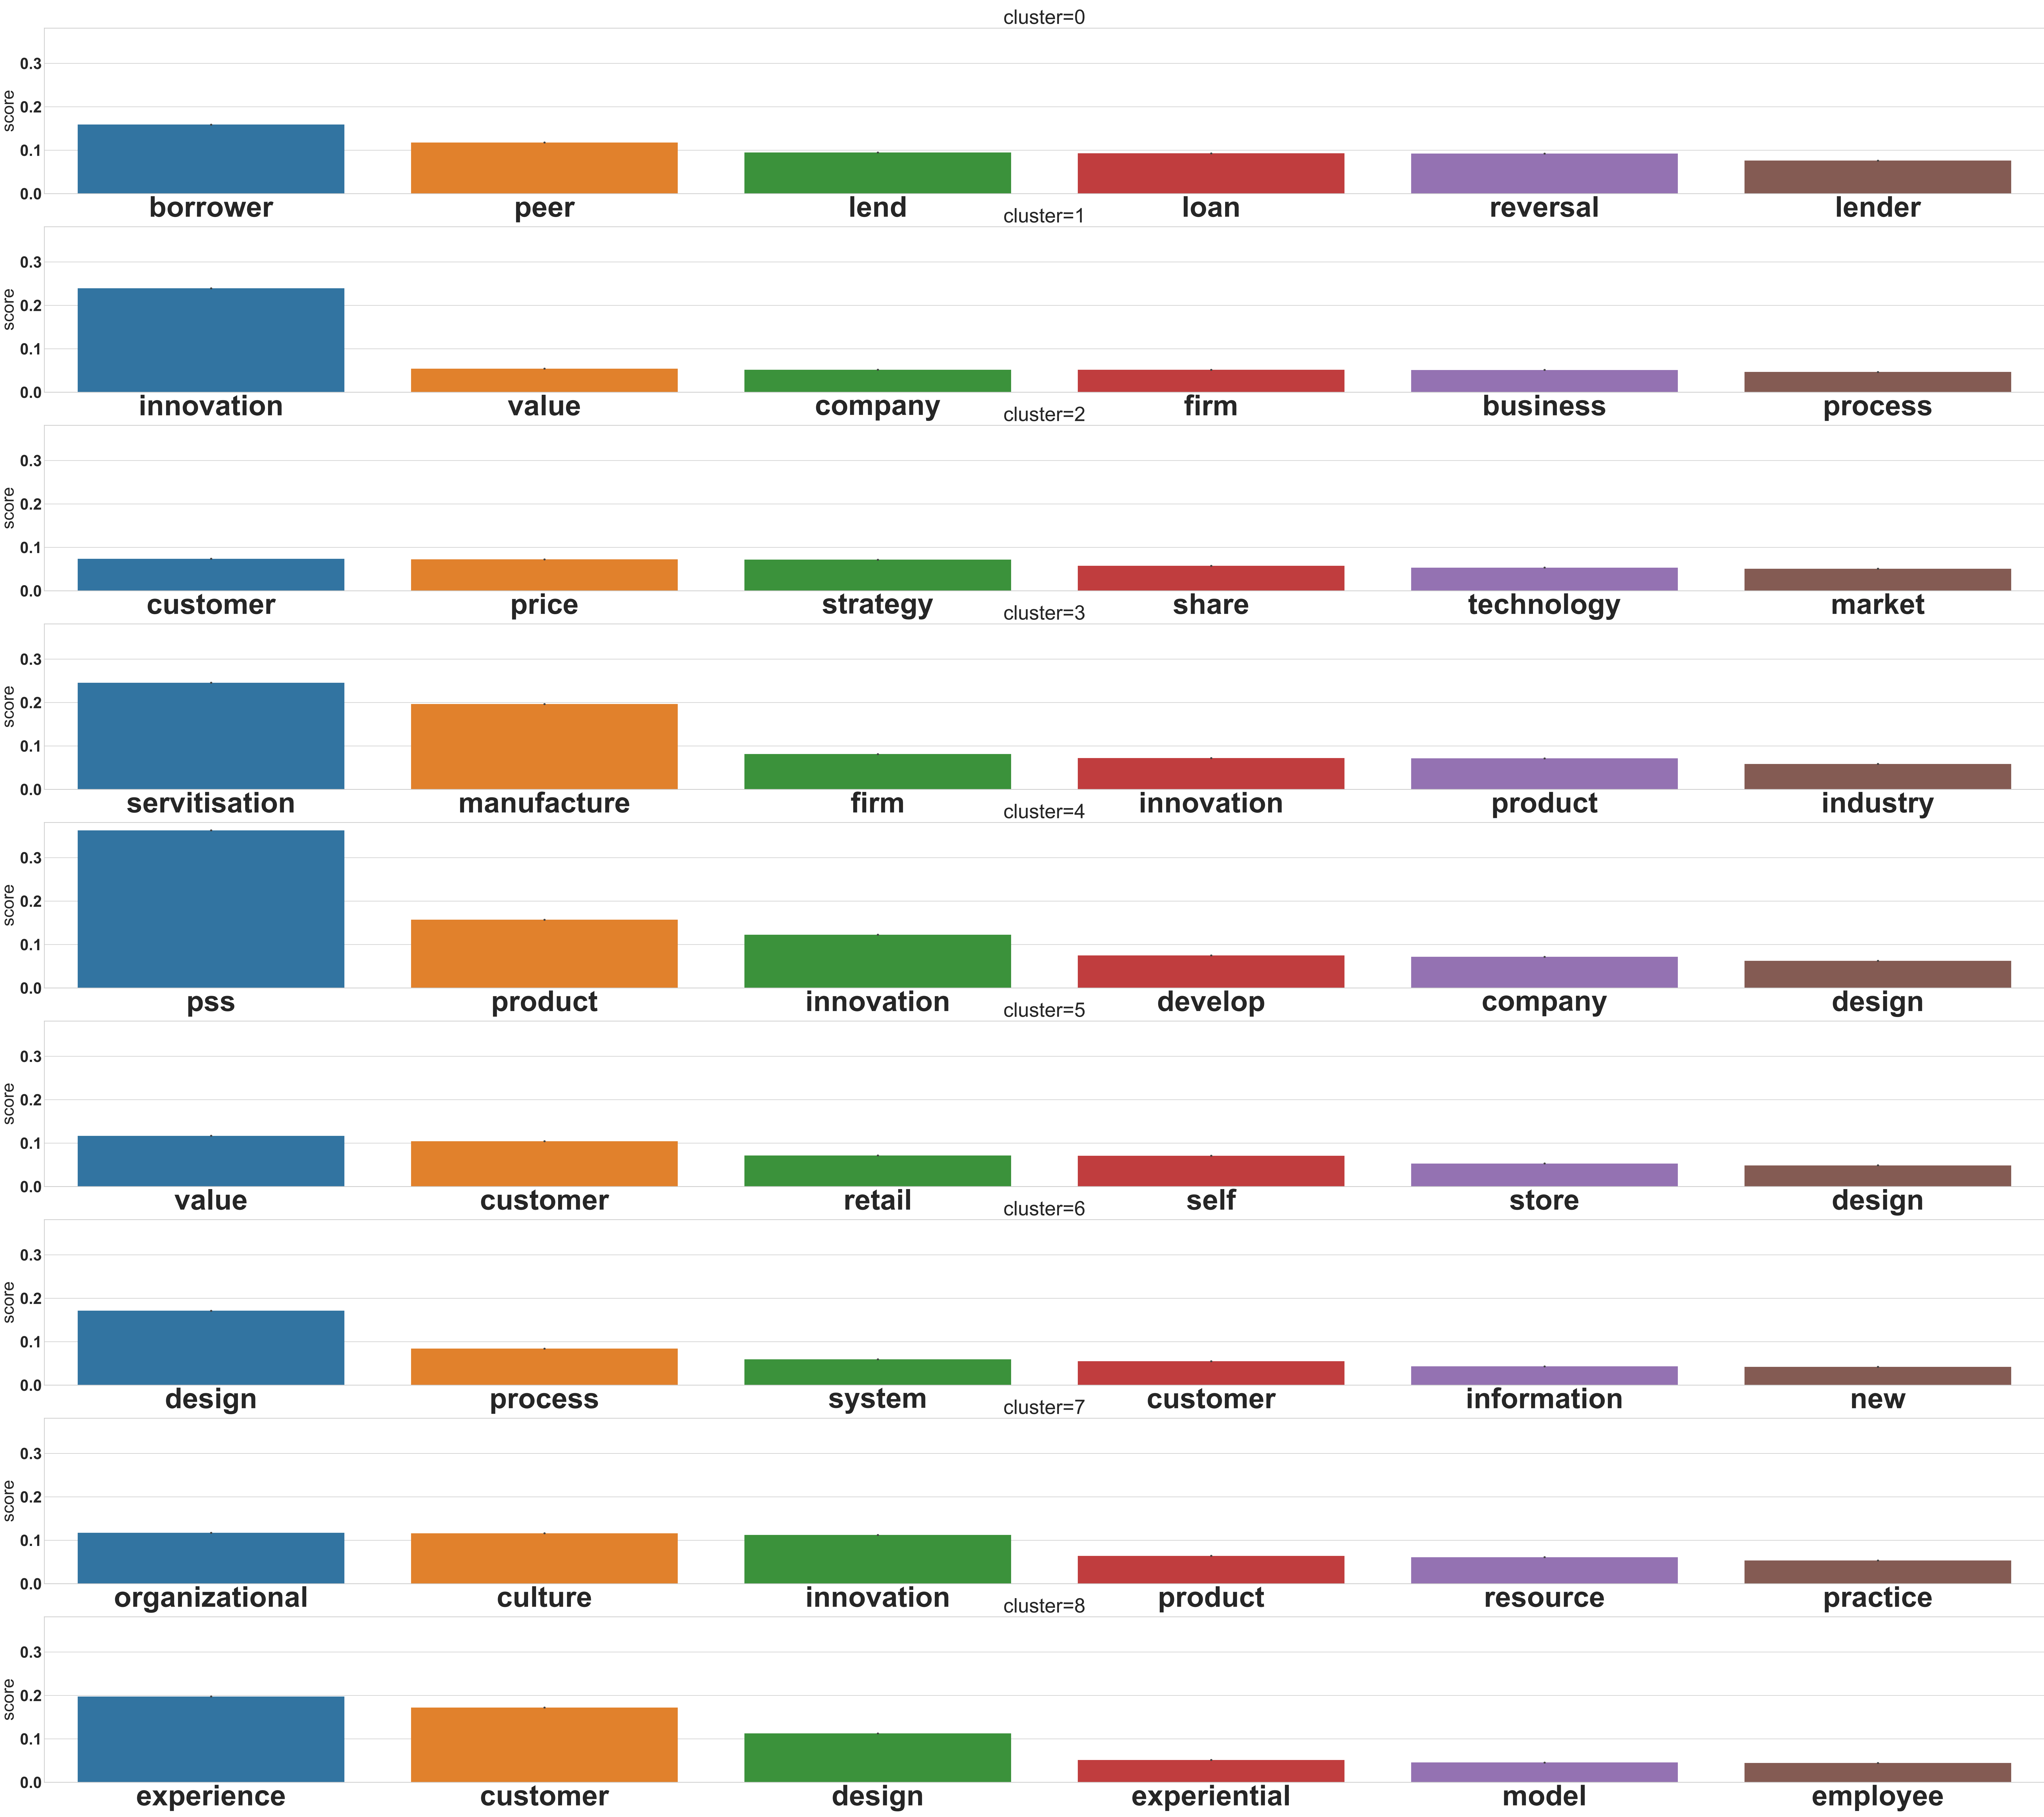 cluster=0
0.3
0.2
0.1
0.0
score
borrower peer lend loan reversal lender
cluster=1
0.3
0.2
0.1
0.0
score
innovation value company firm business process
cluster=2
0.3
0.2
0.1
0.0
score
customer price strategy share technology market
cluster=3
0.3
0.2
0.1
0.0
score
servitisation manufacture firm innovation product industry
cluster=4
0.3
0.2
0.1
0.0
score
pss product innovation develop company design
cluster=5
0.3
0.2
0.1
0.0
score
value customer retail self store design
cluster=6
0.3
0.2
0.1
0.0
score
design process system customer information new
cluster=7
0.3
0.2
0.1
0.0
score
organizational culture innovation product resource practice
cluster=8
0.3
0.2
0.1
0.0
score
experience customer design experiential model employee